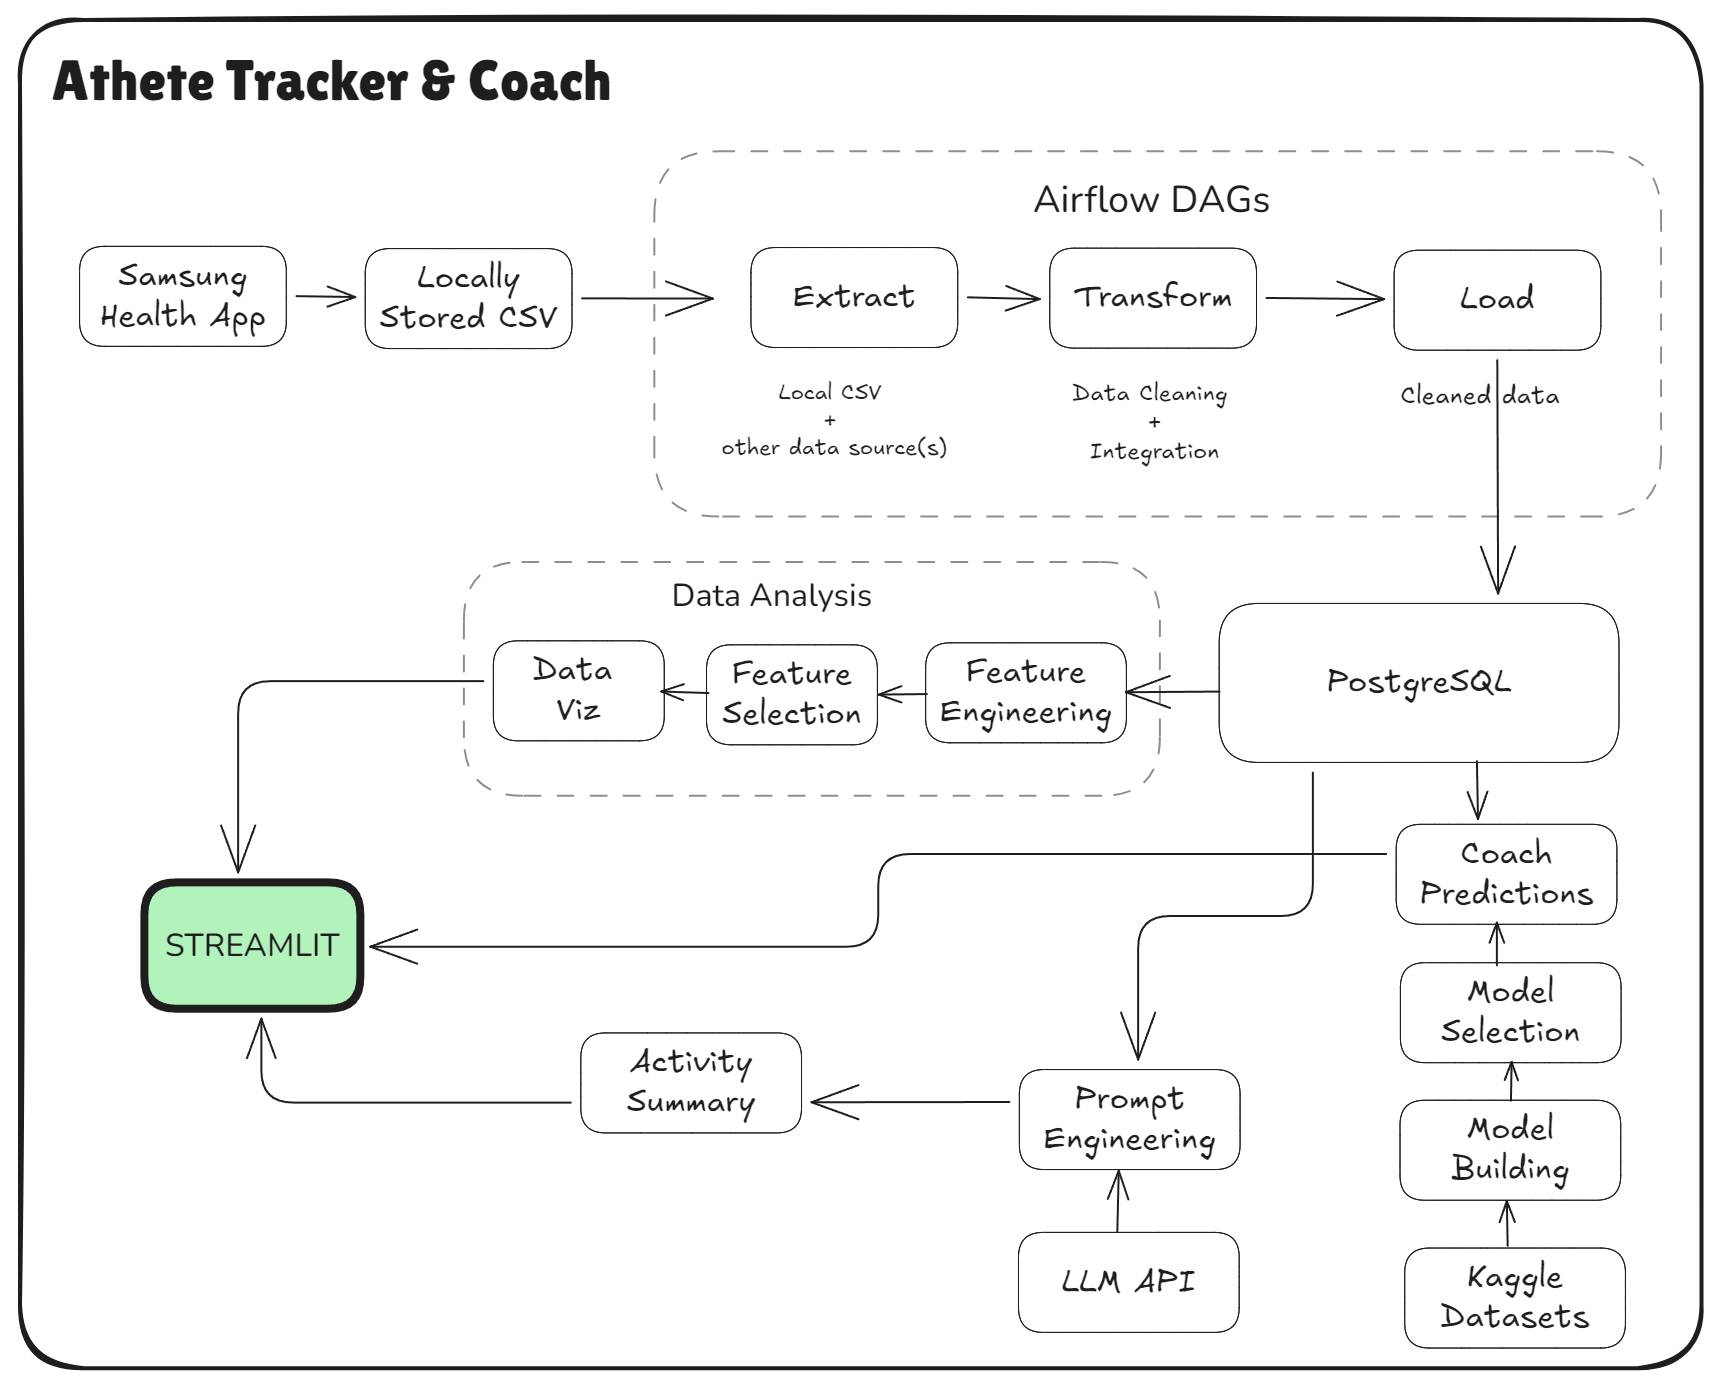 Athete Tracker & Coach
Airflow DAGs
Samsung
Health App
Locally
Stored CSV
Extract
Transform
Load
Local CSV
+
other data source(s)
Data Cleaning
+
Integration
Cleaned data
Data Analysis
Data
Viz
Feature
Selection
Feature
Engineering
PostgreSQL
Coach
Predictions
STREAMLIT
Model
Selection
Activity
Summary
Prompt
Engineering
Model
Building
LLM API
Kaggle
Datasets